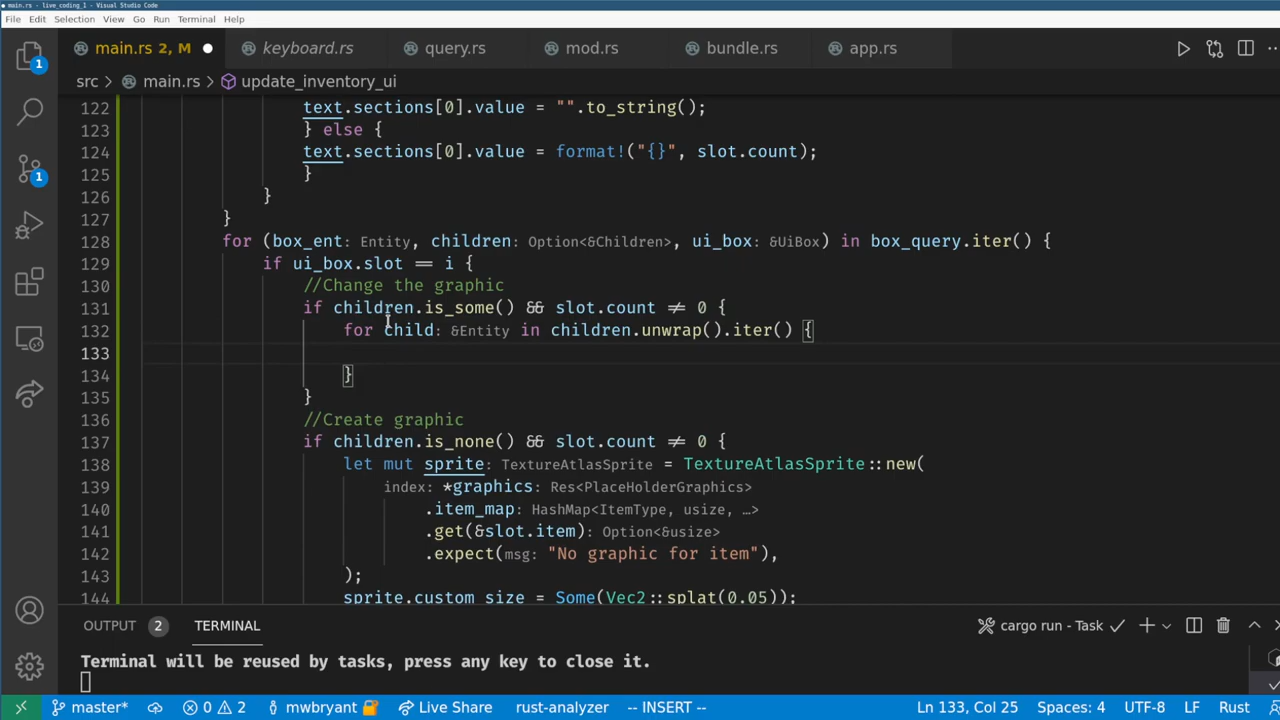 main.rs - live_coding_1 - Visual Studio Code
File Edit Selection View Go Run Terminal Help
main.rs 2, M keyboard.rs query.rs mod.rs bundle.rs app.rs
src > main.rs > update_inventory_ui
122 text.sections[0].value = "".to_string();
123 } else {
124 text.sections[0].value = format!("{}", slot.count);
125 }
126 }
127 }
128 for (box_ent: Entity, children: Option<&Children>, ui_box: &UiBox) in box_query.iter() {
129 if ui_box.slot == i {
130 //Change the graphic
131 if children.is_some() && slot.count ≠ 0 {
132 for child: &Entity in children.unwrap().iter() {
133
134 }
135 }
136 //Create graphic
137 if children.is_none() && slot.count ≠ 0 {
138 let mut sprite: TextureAtlasSprite = TextureAtlasSprite::new(
139 index: *graphics: Res<PlaceHolderGraphics>
140 .item_map: HashMap<ItemType, usize, …>
141 .get(&slot.item): Option<&usize>
142 .expect(msg: "No graphic for item"),
143 );
144 sprite.custom_size = Some(Vec2::splat(0.05));
OUTPUT 2 TERMINAL cargo run - Task
Terminal will be reused by tasks, press any key to close it.
master* 0 2 mwbryant Live Share rust-analyzer -- INSERT -- Ln 133, Col 25 Spaces: 4 UTF-8 LF Rust